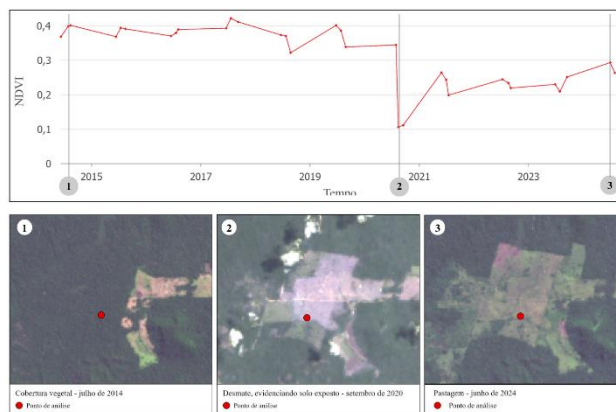 0,4
0,3
0,2
0,1
0
NDVI
2015
2017
2019
2021
2023
Tempo
1
2
3
1
2
3
Cobertura vegetal - julho de 2014
Ponto de análise
Desmate, evidenciando solo exposto - setembro de 2020
Ponto de análise
Pastagem - junho de 2024
Ponto de análise